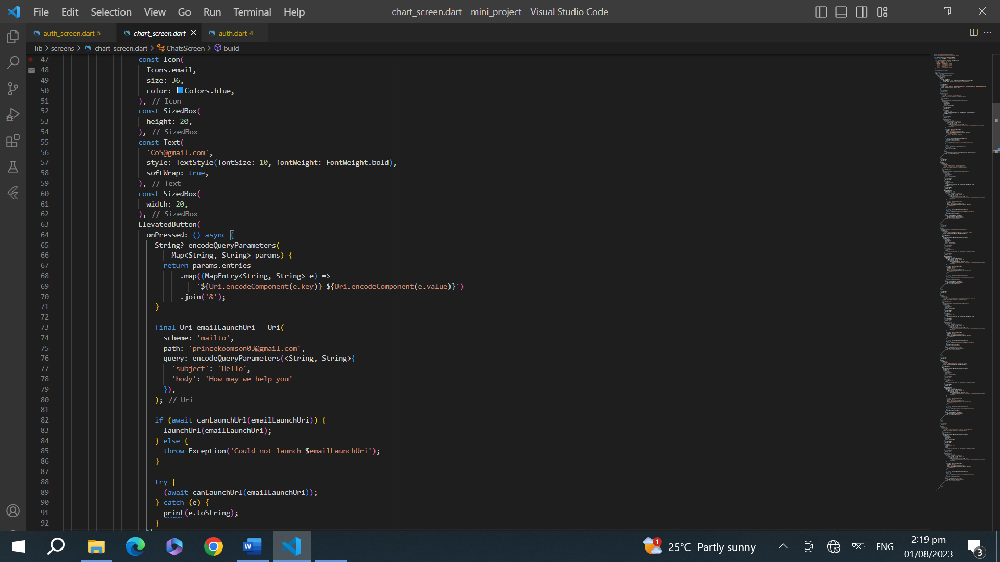 File Edit Selection View Go Run Terminal Help
chart_screen.dart - mini_project - Visual Studio Code
auth_screen.dart 5
chart_screen.dart
auth.dart 4
lib > screens > chart_screen.dart > ChatsScreen > build
47 const Icon(
48 Icons.email,
49 size: 36,
50 color: Colors.blue,
51 ), // Icon
52 const SizedBox(
53 height: 20,
54 ), // SizedBox
55 const Text(
56 'CoS@gmail.com',
57 style: TextStyle(fontSize: 10, fontWeight: FontWeight.bold),
58 softWrap: true,
59 ), // Text
60 const SizedBox(
61 width: 20,
62 ), // SizedBox
63 ElevatedButton(
64 onPressed: () async {
65 String? encodeQueryParameters(
66 Map<String, String> params) {
67 return params.entries
68 .map((MapEntry<String, String> e) =>
69 '${Uri.encodeComponent(e.key)}=${Uri.encodeComponent(e.value)}')
70 .join('&');
71 }
72
73 final Uri emailLaunchUri = Uri(
74 scheme: 'mailto',
75 path: 'princekoomson03@gmail.com',
76 query: encodeQueryParameters(<String, String>{
77 'subject': 'Hello',
78 'body': 'How may we help you'
79 }),
80 ); // Uri
81
82 if (await canLaunchUrl(emailLaunchUri)) {
83 launchUrl(emailLaunchUri);
84 } else {
85 throw Exception('Could not launch $emailLaunchUri');
86 }
87
88 try {
89 (await canLaunchUrl(emailLaunchUri));
90 } catch (e) {
91 print(e.toString);
92 }
1
25°C Partly sunny
ENG
2:19 pm
01/08/2023
3